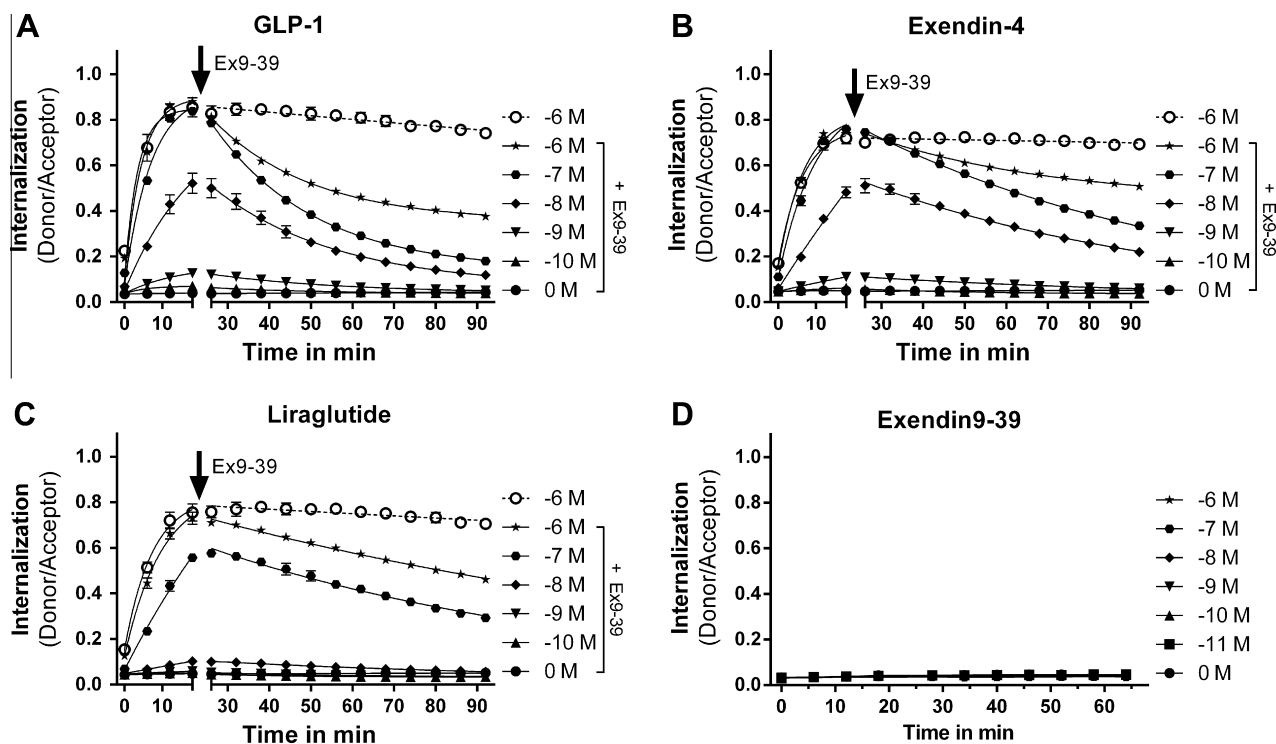 A
GLP-1
Ex9-39
Internalization
(Donor/Acceptor)
1.0
0.8
0.6
0.4
0.2
0.0
0 10 30 40 50 60 70 80 90
Time in min
-6 M
-6 M
-7 M
-8 M
-9 M
-10 M
0 M
+ Ex9-39
B
Exendin-4
Ex9-39
Internalization
(Donor/Acceptor)
1.0
0.8
0.6
0.4
0.2
0.0
0 10 30 40 50 60 70 80 90
Time in min
-6 M
-6 M
-7 M
-8 M
-9 M
-10 M
0 M
+ Ex9-39
C
Liraglutide
Ex9-39
Internalization
(Donor/Acceptor)
1.0
0.8
0.6
0.4
0.2
0.0
0 10 30 40 50 60 70 80 90
Time in min
-6 M
-6 M
-7 M
-8 M
-9 M
-10 M
0 M
+ Ex9-39
D
Exendin9-39
Internalization
(Donor/Acceptor)
1.0
0.8
0.6
0.4
0.2
0.0
0 10 20 30 40 50 60
Time in min
-6 M
-7 M
-8 M
-9 M
-10 M
-11 M
0 M